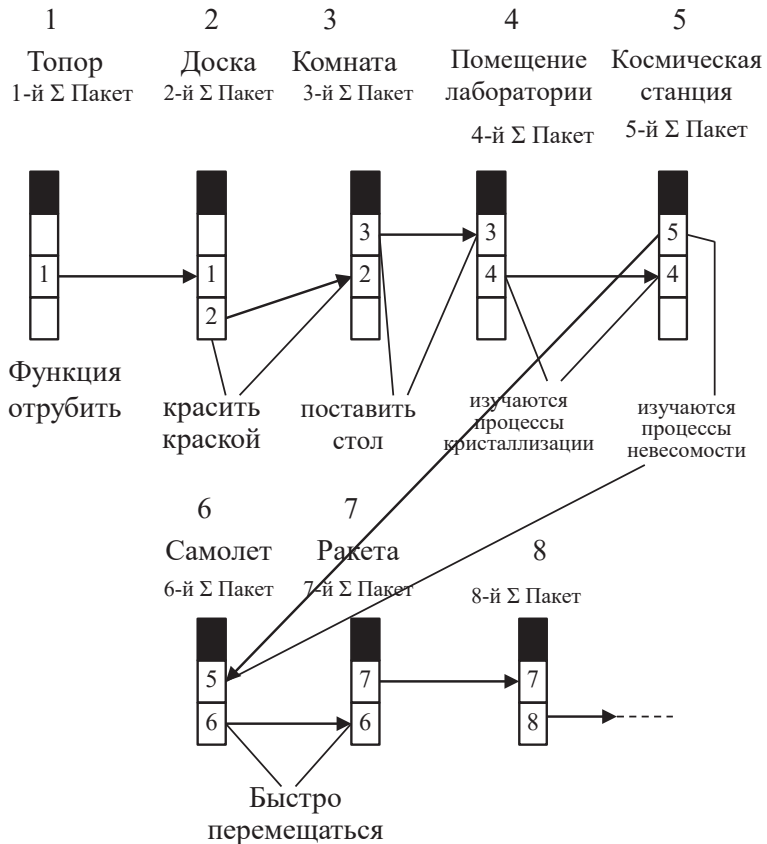 1
Топор
1-й Σ Пакет
2
Доска
2-й Σ Пакет
3
Комната
3-й Σ Пакет
4
Помещение
лаборатории
4-й Σ Пакет
5
Космическая
станция
5-й Σ Пакет
1
1
2
3
2
3
4
5
4
Функция
отрубить
красить
краской
поставить
стол
изучаются
процессы
кристаллизации
изучаются
процессы
невесомости
6
Самолет
6-й Σ Пакет
7
Ракета
7-й Σ Пакет
8
8-й Σ Пакет
5
6
7
6
7
8
Быстро
перемещаться